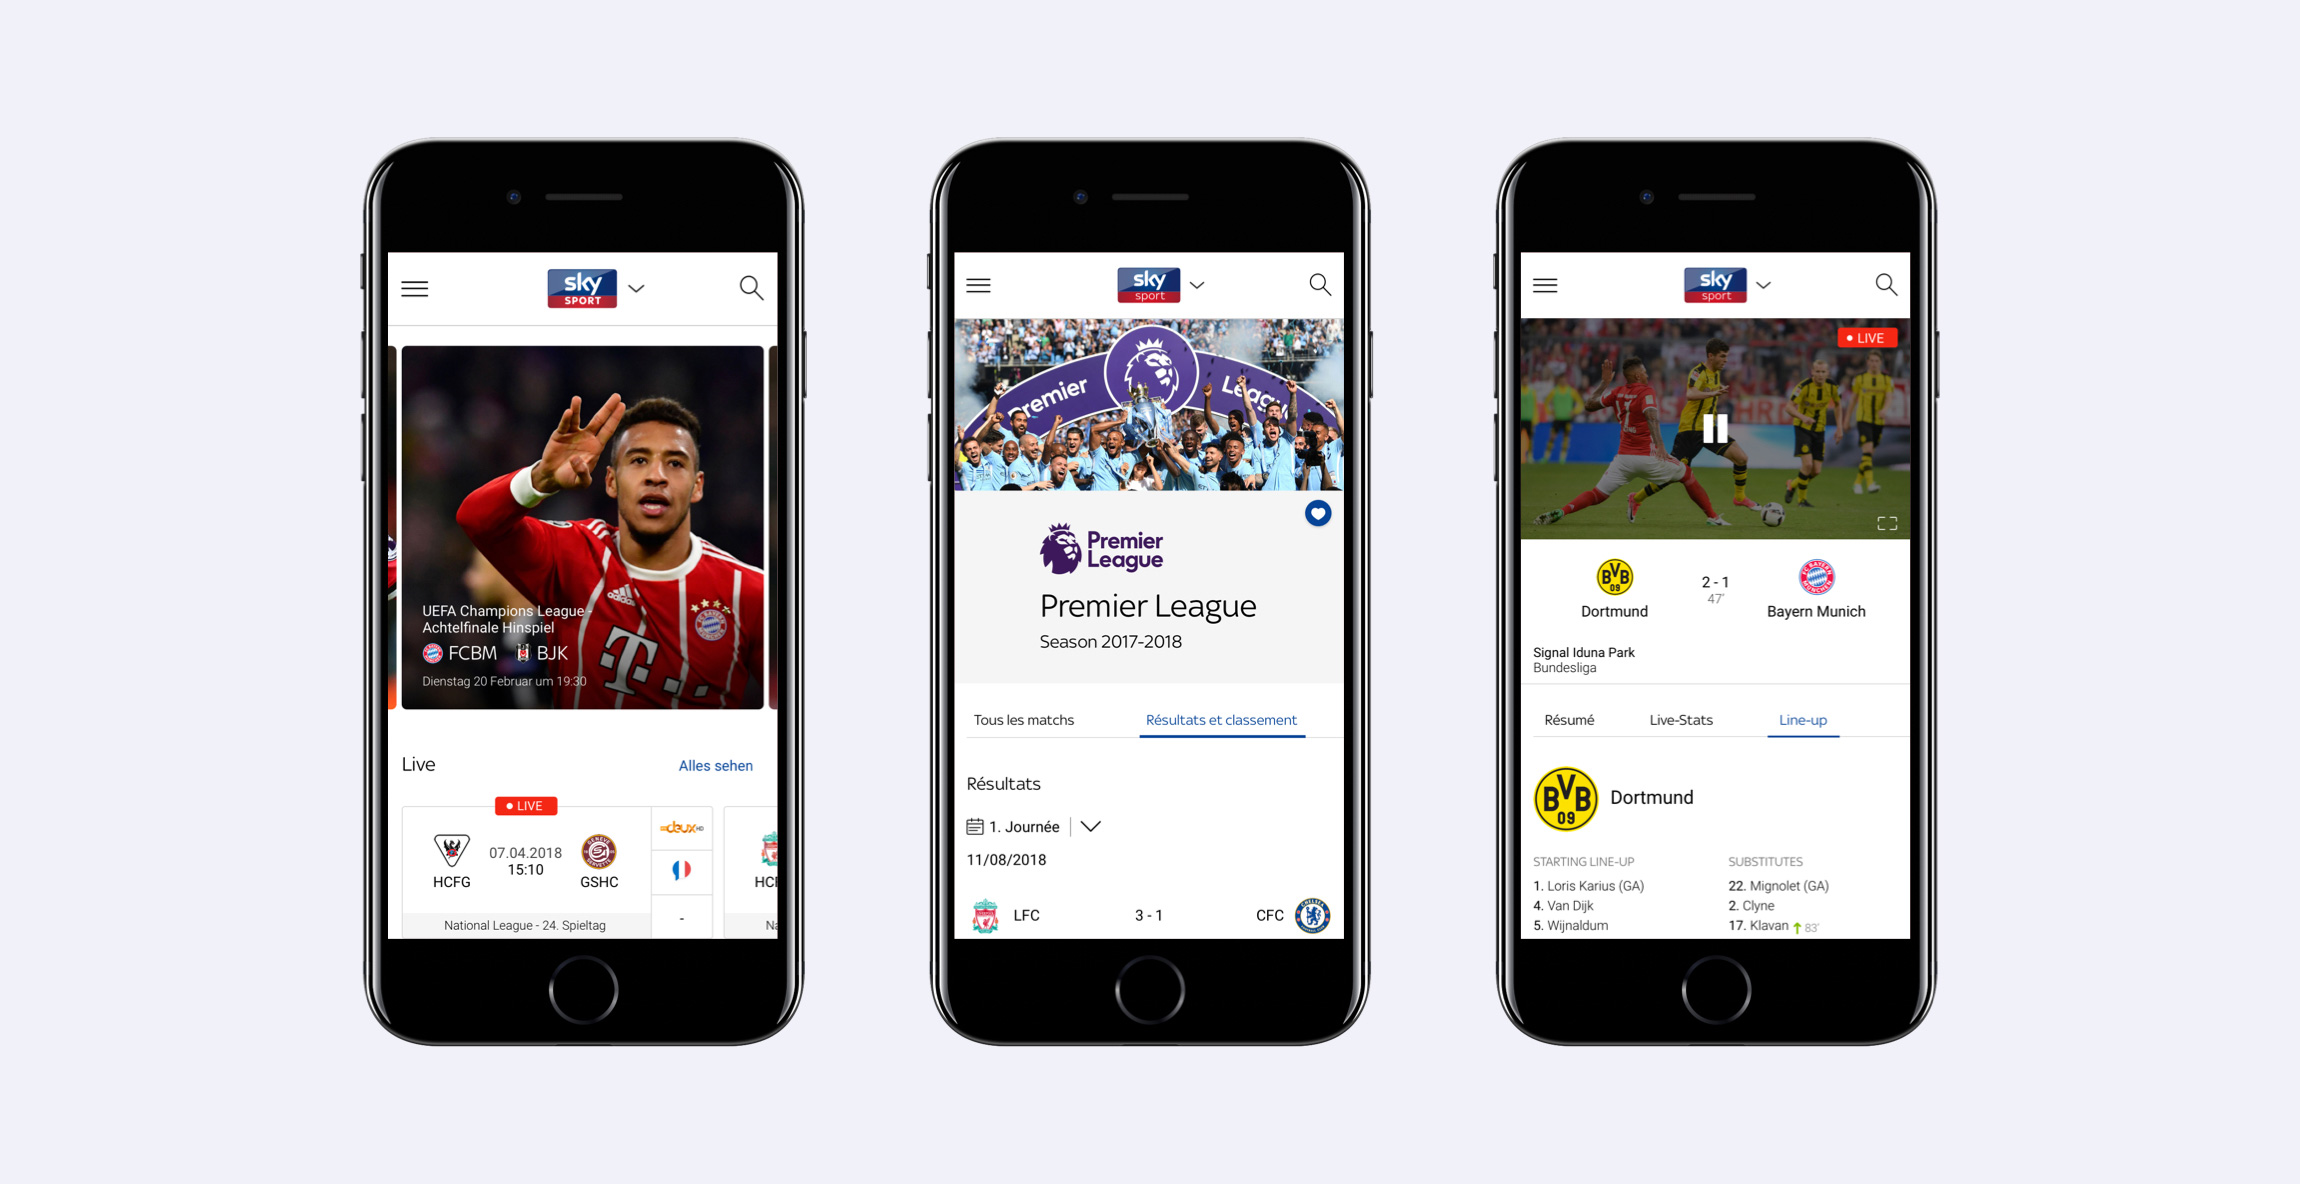 sky
SPORT
UEFA Champions League -
Achtelfinale Hinspiel
FCBM BJK
Dienstag 20 Februar um 19:30
Live
Alles sehen
LIVE
HCFG
07.04.2018
15:10
GSHC
deux HD
-
National League - 24. Spieltag
sky
sport
Premier League
Premier
League
Premier League
Season 2017-2018
Tous les matchs
Résultats et classement
Résultats
1. Journée
11/08/2018
LFC 3 - 1 CFC
sky
sport
LIVE
2 - 1
47'
Dortmund
Bayern Munich
Signal Iduna Park
Bundesliga
Résumé Live-Stats Line-up
BVB
09
Dortmund
STARTING LINE-UP
1. Loris Karius (GA)
4. Van Dijk
5. Wijnaldum
SUBSTITUTES
22. Mignolet (GA)
2. Clyne
17. Klavan 83'